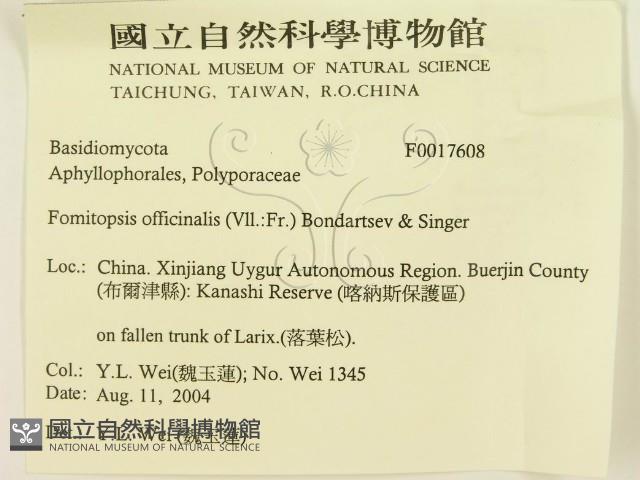 國立自然科學博物館
NATIONAL MUSEUM OF NATURAL SCIENCE
TAICHUNG, TAIWAN, R.O.CHINA
Basidiomycota F0017608
Aphyllophorales, Polyporaceae
Fomitopsis officinalis (Vll.:Fr.) Bondartsev & Singer
Loc.: China. Xinjiang Uygur Autonomous Region. Buerjin County
(布爾津縣): Kanashi Reserve (喀納斯保護區)
on fallen trunk of Larix.(落葉松).
Col.: Y.L. Wei(魏玉蓮); No. Wei 1345
Date: Aug. 11, 2004
Y.L. Wei(魏玉蓮)
國立自然科學博物館
NATIONAL MUSEUM OF NATURAL SCIENCE